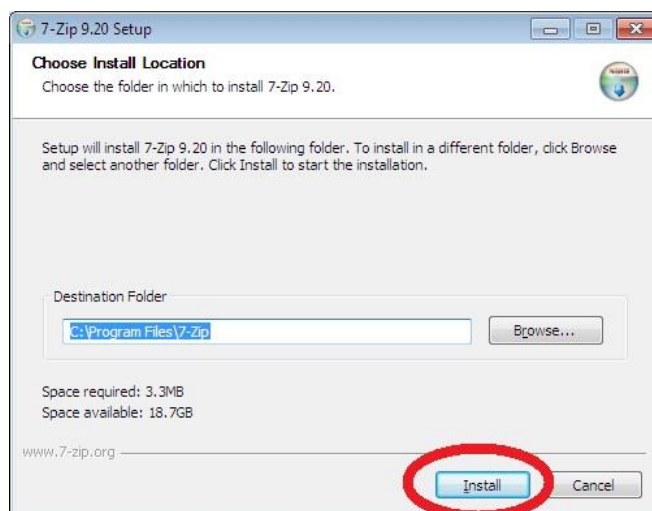 7-Zip 9.20 Setup
Choose Install Location
Choose the folder in which to install 7-Zip 9.20.
Setup will install 7-Zip 9.20 in the following folder. To install in a different folder, click Browse
and select another folder. Click Install to start the installation.
Destination Folder
C:\Program Files\7-Zip
Browse...
Space required: 3.3MB
Space available: 18.7GB
www.7-zip.org
Install
Cancel